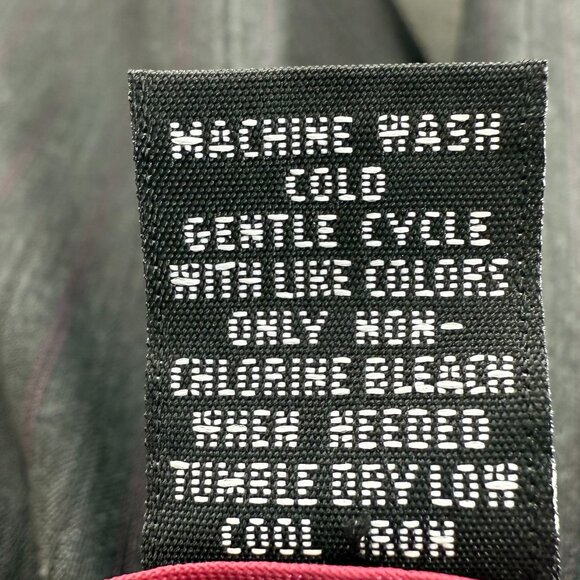 MACHINE WASH
COLD
GENTLE CYCLE
WITH LIKE COLORS
ONLY NON-
CHLORINE BLEACH
WHEN NEEDED
TUMBLE DRY LOW
COOL IRON